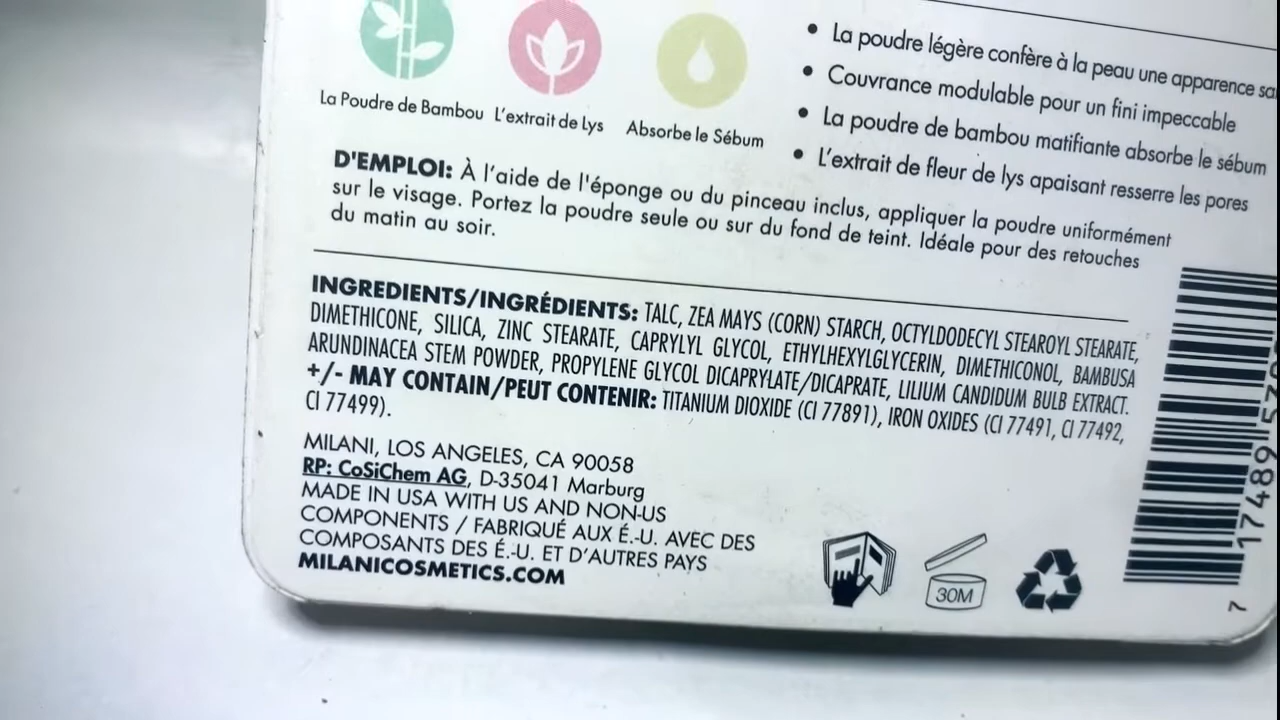 La Poudre de Bambou
L'extrait de Lys
Absorbe le Sébum
• La poudre légère confère à la peau une apparence
• Couvrance modulable pour un fini impeccable
• La poudre de bambou matifiante absorbe le sébum
• L'extrait de fleur de lys apaisant resserre les pores
D'EMPLOI: À l'aide de l'éponge ou du pinceau inclus, appliquer la poudre uniformément
sur le visage. Portez la poudre seule ou sur du fond de teint. Idéale pour des retouches
du matin au soir.
INGREDIENTS/INGRÉDIENTS: TALC, ZEA MAYS (CORN) STARCH, OCTYLDODECYL STEAROYL STEARATE,
DIMETHICONE, SILICA, ZINC STEARATE, CAPRYLYL GLYCOL, ETHYLHEXYLGLYCERIN, DIMETHICONOL, BAMBUSA
ARUNDINACEA STEM POWDER, PROPYLENE GLYCOL DICAPRYLATE/DICAPRATE, LILIUM CANDIDUM BULB EXTRACT.
+/- MAY CONTAIN/PEUT CONTENIR: TITANIUM DIOXIDE (CI 77891), IRON OXIDES (CI 77491, CI 77492,
CI 77499).
MILANI, LOS ANGELES, CA 90058
RP: CoSiChem AG, D-35041 Marburg
MADE IN USA WITH US AND NON-US
COMPONENTS / FABRIQUÉ AUX É.-U. AVEC DES
COMPOSANTS DES É.-U. ET D'AUTRES PAYS
MILANICOSMETICS.COM
30M
7 17489